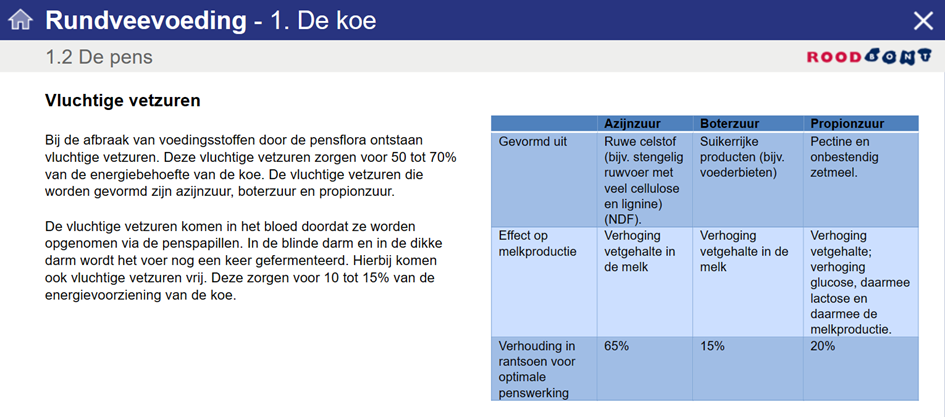 Rundveevoeding - 1. De koe
1.2 De pens
ROODBONT
Vluchtige vetzuren
Bij de afbraak van voedingsstoffen door de pensflora ontstaan
vluchtige vetzuren. Deze vluchtige vetzuren zorgen voor 50 tot 70%
van de energiebehoefte van de koe. De vluchtige vetzuren die
worden gevormd zijn azijnzuur, boterzuur en propionzuur.
De vluchtige vetzuren komen in het bloed doordat ze worden
opgenomen via de penspapillen. In de blinde darm en in de dikke
darm wordt het voer nog een keer gefermenteerd. Hierbij komen
ook vluchtige vetzuren vrij. Deze zorgen voor 10 tot 15% van de
energievoorziening van de koe.
Azijnzuur Boterzuur Propionzuur
Gevormd uit Ruwe celstof Suikerrijke Pectine en
(bijv. stengelig producten (bijv. onbestendig
ruwvoer met voederbieten) zetmeel.
veel cellulose
en lignine)
(NDF).
Effect op Verhoging Verhoging Verhoging
melkproductie vetgehalte in de vetgehalte in de vetgehalte;
melk melk verhoging
glucose, daarmee
lactose en
daarmee de
melkproductie.
Verhouding in 65% 15% 20%
rantsoen voor
optimale
penswerking